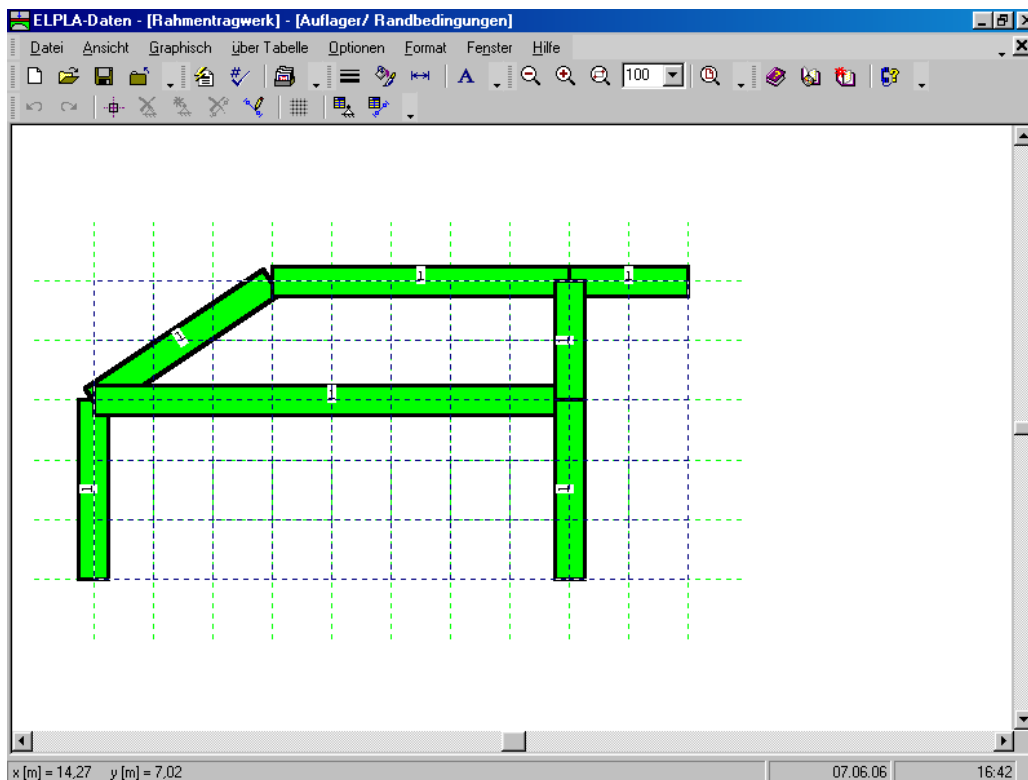 ELPLA-Daten - [Rahmentragwerk] - [Auflager/ Randbedingungen]
Datei Ansicht Graphisch über Tabelle Optionen Format Fenster Hilfe
A 100
1 1
1 1
1
1 1
x [m] = 14,27 y [m] = 7,02 07.06.06 16:42